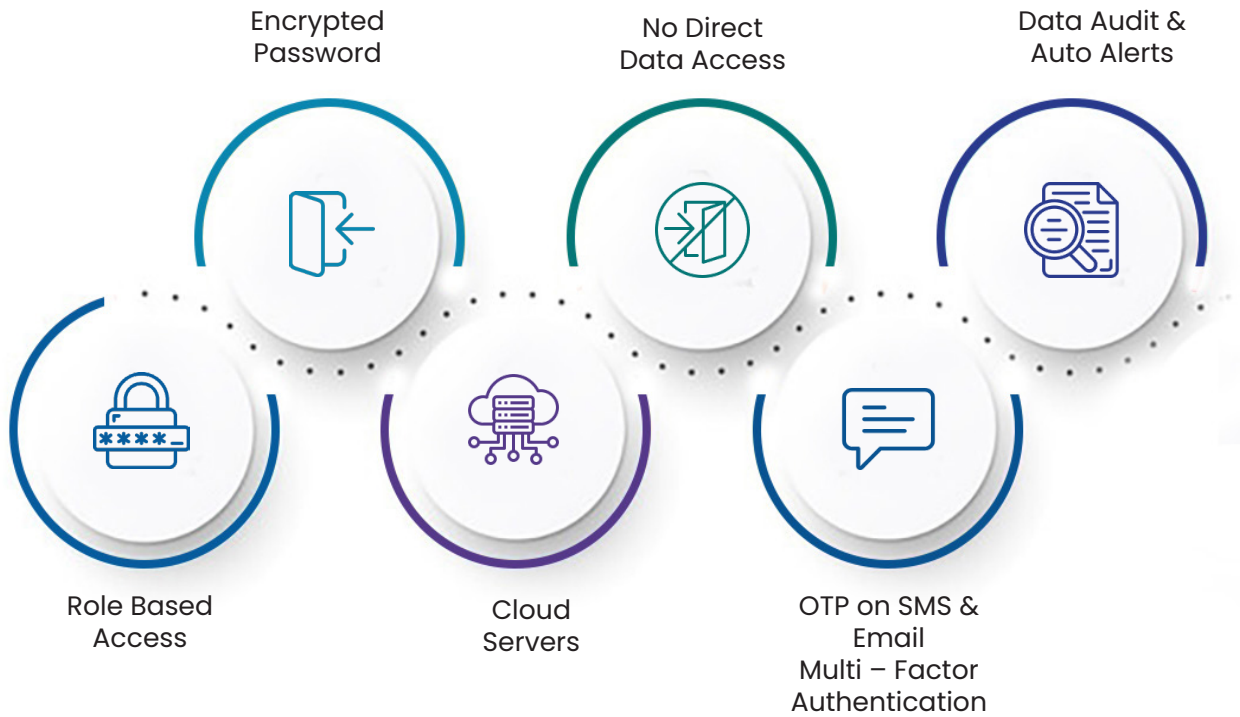 Encrypted
Password
No Direct
Data Access
Data Audit &
Auto Alerts
****_
Role Based
Access
Cloud
Servers
OTP on SMS &
Email
Multi – Factor
Authentication